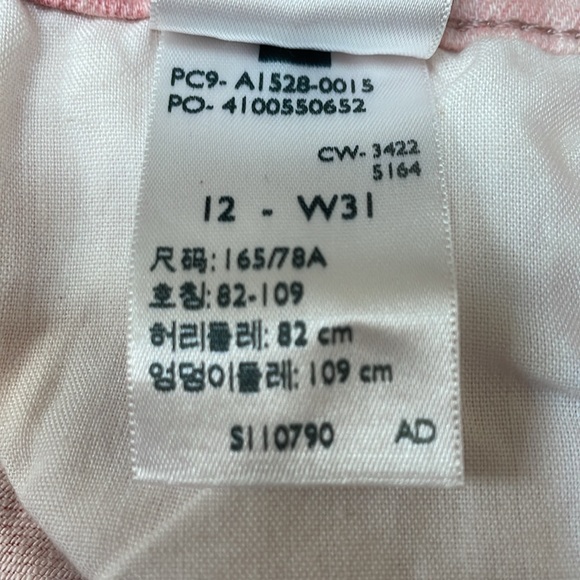 PC9- A1528-0015
PO- 4100550652
CW- 3422
5164
12 - W31
尺码: 165/78A
호칭: 82-109
허리둘레: 82 cm
엉덩이둘레: 109 cm
S110790 AD